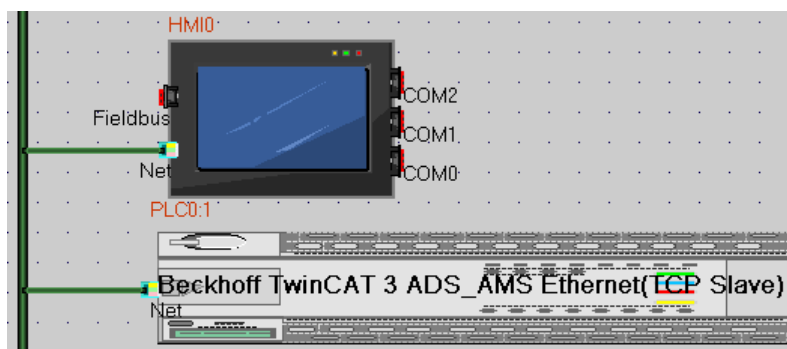 HMI0
COM2
Fieldbus
COM1
Net
COM0
PLC0:1
Beckhoff TwinCAT 3 ADS_AMS Ethernet(TCP Slave)
Net